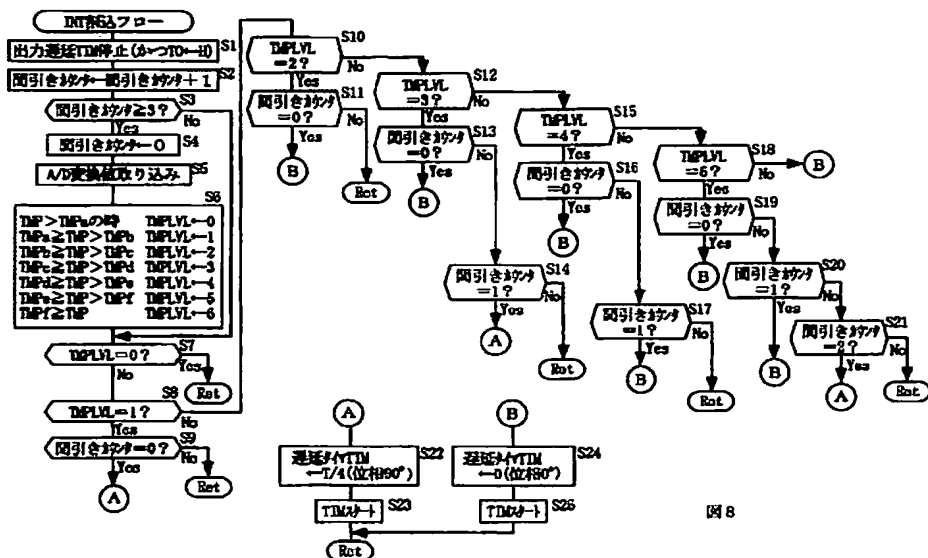 INT割込フロー
出力遅延TIM停止(かつTO←H) S1
間引きカウンタ←間引きカウンタ+1 S2
間引きカウンタ≧3? S3
Yes No
間引きカウンタ←0 S4
A/D変換値取り込み S5
S6
TMP>TMPaの時 TMPLVL←0
TMPa≧TMP>TMPb TMPLVL←1
TMPb≧TMP>TMPc TMPLVL←2
TMPc≧TMP>TMPd TMPLVL←3
TMPd≧TMP>TMPe TMPLVL←4
TMPe≧TMP>TMPf TMPLVL←5
TMPf≧TMP TMPLVL←6
TMPLVL=0? S7
No Yes
Ret
TMPLVL=1? S8
Yes No
間引きカウンタ=0? S9
Yes No
A Ret
S10
TMPLVL
=2?
Yes No
S11
間引きカウンタ
=0?
Yes No
B Ret
S12
TMPLVL
=3?
Yes No
S13
間引きカウンタ
=0?
Yes No
B
S14
間引きカウンタ
=1?
Yes No
A Ret
S15
TMPLVL
=4?
Yes No
S16
間引きカウンタ
=0?
Yes No
B
S17
間引きカウンタ
=1?
Yes No
B Ret
S18
TMPLVL
=5?
Yes No
B
S19
間引きカウンタ
=0?
Yes No
B
S20
間引きカウンタ
=1?
Yes No
B
S21
間引きカウンタ
=2?
Yes No
A Ret
A
S22
遅延タイマTIM
←T/4(位相90°)
TIMスタート S23
Ret
B
S24
遅延タイマTIM
←0(位相0°)
TIMスタート S25
図8